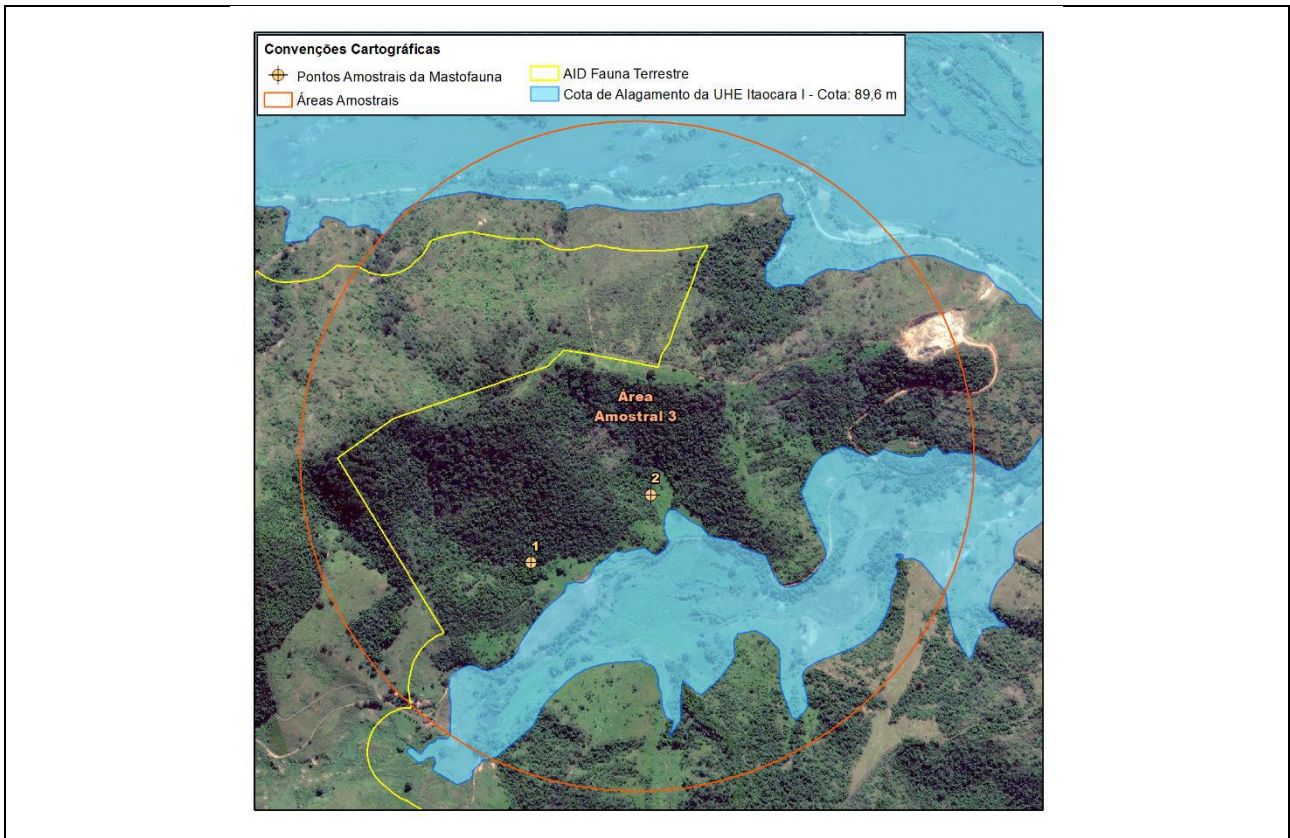 Convenções Cartográficas
Pontos Amostrais da Mastofauna
AID Fauna Terrestre
Áreas Amostrais
Cota de Alagamento da UHE Itaocara I - Cota: 89,6 m
Área
Amostral 3
2
1